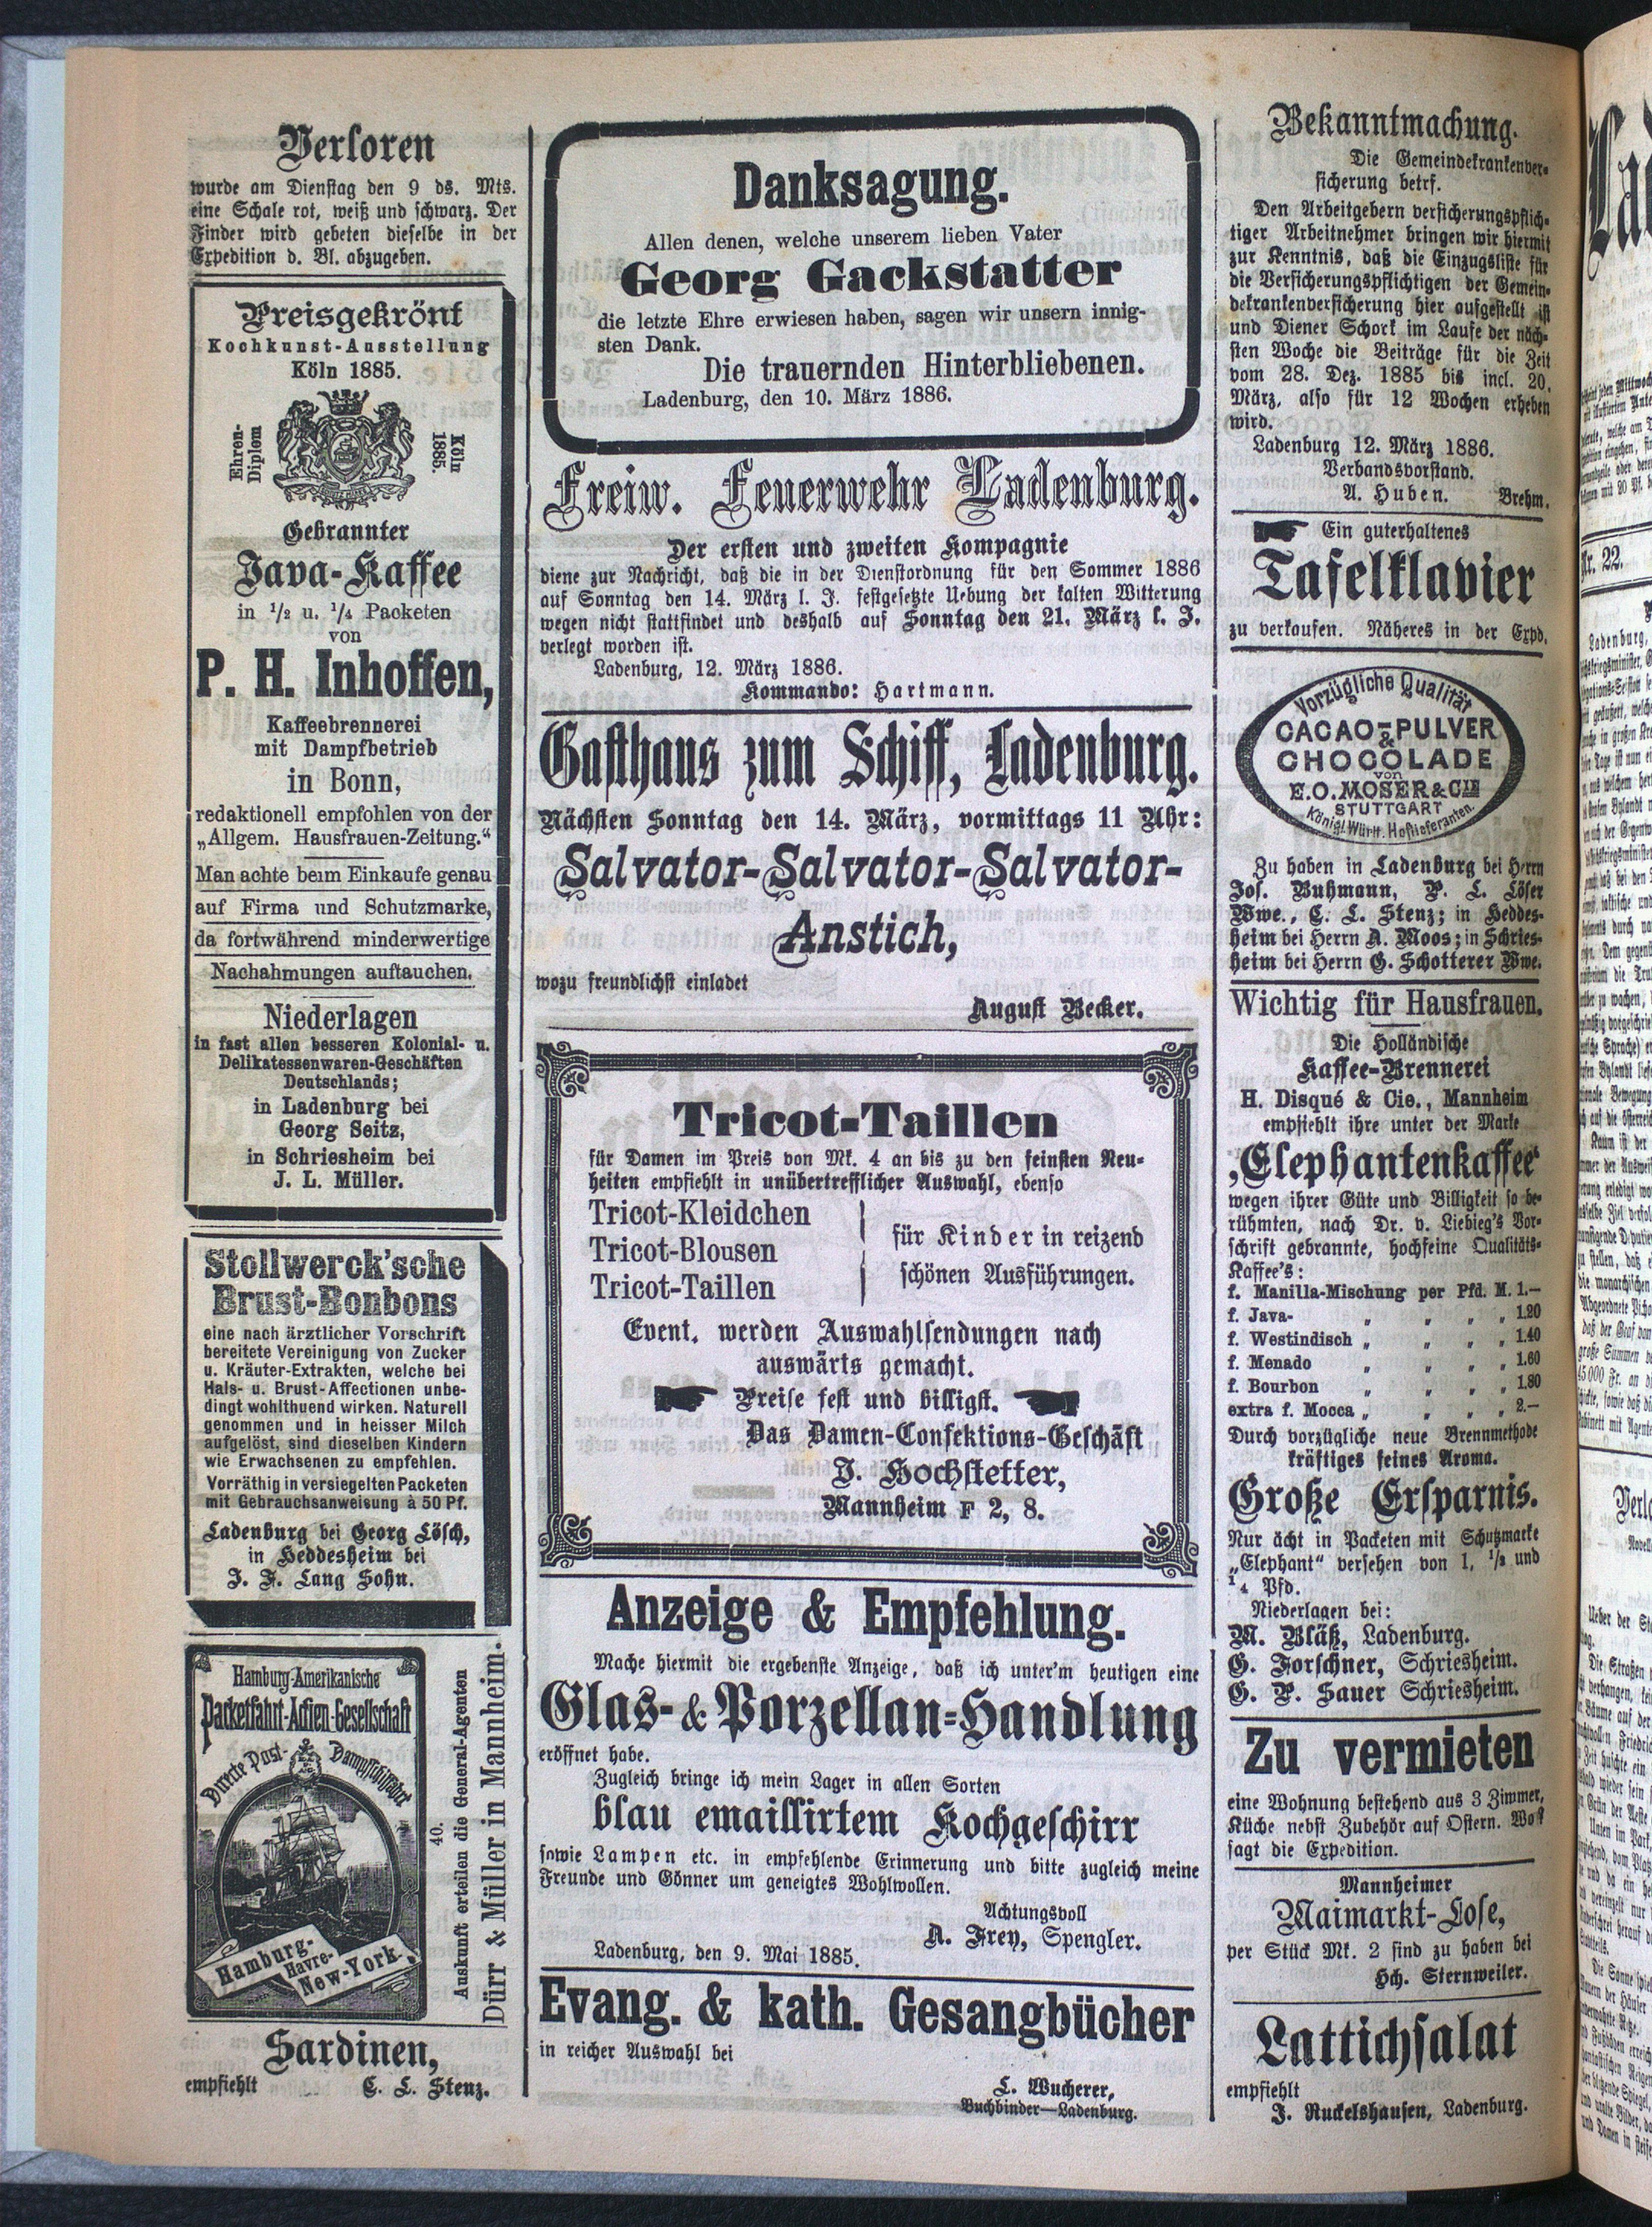 Verloren
wurde am Dienstag den 9 ds. Mts.
eine Schale rot, weiß und schwarz. Der
Finder wird gebeten dieselbe in der
Expedition d. Bl. abzugeben.
Preisgekrönt
Kochkunst-Ausstellung
Köln 1885.
Ehren-
Diplom
Köln
1885.
Gebrannter
Java-Kaffee
in 1/2 u. 1/4 Packeten
von
P. H. Inhoffen,
Kaffeebrennerei
mit Dampfbetrieb
in Bonn,
redaktionell empfohlen von der
„Allgem. Hausfrauen-Zeitung.“
Man achte beim Einkaufe genau
auf Firma und Schutzmarke,
da fortwährend minderwertige
Nachahmungen auftauchen.
Niederlagen
in fast allen besseren Kolonial- u.
Delikatessenwaren-Geschäften
Deutschlands;
in Ladenburg bei
Georg Seitz,
in Schriesheim bei
J. L. Müller.
Stollwerck'sche
Brust-Bonbons
eine nach ärztlicher Vorschrift
bereitete Vereinigung von Zucker
u. Kräuter-Extrakten, welche bei
Hals- u. Brust-Affectionen unbe-
dingt wohlthuend wirken. Naturell
genommen und in heisser Milch
aufgelöst, sind dieselben Kindern
wie Erwachsenen zu empfehlen.
Vorräthig in versiegelten Packeten
mit Gebrauchsanweisung à 50 Pf.
Ladenburg bei Georg Lösch,
in Heddesheim bei
J. F. Lang Sohn.
Hamburg-Amerikanische
Packetfahrt-Actien-Gesellschaft
Directe Post-Dampfschiffahrt
Hamburg-
Havre-
New-York.
40.
Auskunft erteilen die General-Agenten
Dürr & Müller in Mannheim.
Sardinen,
empfiehlt C. L. Stenz.
Danksagung.
Allen denen, welche unserem lieben Vater
Georg Gackstatter
die letzte Ehre erwiesen haben, sagen wir unsern innig-
sten Dank.
Die trauernden Hinterbliebenen.
Ladenburg, den 10. März 1886.
Freiw. Feuerwehr Ladenburg.
Der ersten und zweiten Kompagnie
diene zur Nachricht, daß die in der Dienstordnung für den Sommer 1886
auf Sonntag den 14. März l. J. festgesetzte Uebung der kalten Witterung
wegen nicht stattfindet und deshalb auf Sonntag den 21. März l. J.
verlegt worden ist.
Ladenburg, 12. März 1886.
Kommando: Hartmann.
Gasthaus zum Schiff, Ladenburg.
Nächsten Sonntag den 14. März, vormittags 11 Uhr:
Salvator-Salvator-Salvator-
Anstich,
wozu freundlichst einladet
August Becker.
Tricot-Taillen
für Damen im Preis von Mk. 4 an bis zu den feinsten Neu-
heiten empfiehlt in unübertrefflicher Auswahl, ebenso
Tricot-Kleidchen
Tricot-Blousen
Tricot-Taillen
für Kinder in reizend
schönen Ausführungen.
Event. werden Auswahlsendungen nach
auswärts gemacht.
Preise fest und billigst.
Das Damen-Confektions-Geschäft
J. Hochstetter,
Mannheim F 2, 8.
Anzeige & Empfehlung.
Mache hiermit die ergebenste Anzeige, daß ich unter'm heutigen eine
Glas- & Porzellan-Handlung
eröffnet habe.
Zugleich bringe ich mein Lager in allen Sorten
blau emaillirtem Kochgeschirr
sowie Lampen etc. in empfehlende Erinnerung und bitte zugleich meine
Freunde und Gönner um geneigtes Wohlwollen.
Achtungsvoll
A. Frey, Spengler.
Ladenburg, den 9. Mai 1885.
Evang. & kath. Gesangbücher
in reicher Auswahl bei
L. Wucherer,
Buchbinder—Ladenburg.
Bekanntmachung.
Die Gemeindekrankenver-
sicherung betrf.
Den Arbeitgebern versicherungspflich-
tiger Arbeitnehmer bringen wir hiermit
zur Kenntnis, daß die Einzugsliste für
die Versicherungspflichtigen der Gemein-
dekrankenversicherung hier aufgestellt ist
und Diener Schork im Laufe der näch-
sten Woche die Beiträge für die Zeit
vom 28. Dez. 1885 bis incl. 20.
März, also für 12 Wochen erheben
wird.
Ladenburg 12. März 1886.
Verbandsvorstand.
A. Huben. Brehm.
Ein guterhaltenes
Tafelklavier
zu verkaufen. Näheres in der Expd.
Vorzügliche Qualität
CACAO-PULVER
&
CHOCOLADE
von
E. O. MOSER & CIE
STUTTGART
Königl. Württ. Hoflieferanten.
Zu haben in Ladenburg bei Herrn
Jos. Bußmann, P. L. Löser
Wwe., C. L. Stenz; in Heddes-
heim bei Herrn A. Moos; in Schries-
heim bei Herrn G. Schotterer Wwe.
Wichtig für Hausfrauen.
Die Holländische
Kaffee-Brennerei
H. Disqué & Cie., Mannheim
empfiehlt ihre unter der Marke
„Elephantenkaffee“
wegen ihrer Güte und Billigkeit so be-
rühmten, nach Dr. v. Liebig's Vor-
schrift gebrannte, hochfeine Qualitäts-
Kaffee's:
f. Manilla-Mischung per Pfd. M. 1.—
f. Java- „ „ „ „ 1.20
f. Westindisch „ „ „ „ 1.40
f. Menado „ „ „ „ 1.60
f. Bourbon „ „ „ „ 1.80
extra f. Mocca „ „ „ „ 2.—
Durch vorzügliche neue Brennmethode
kräftiges feines Aroma.
Große Ersparnis.
Nur ächt in Packeten mit Schutzmarke
„Elephant“ versehen von 1, 1/2 und
1/4 Pfd.
Niederlagen bei:
M. Bläß, Ladenburg.
G. Forschner, Schriesheim.
G. P. Sauer Schriesheim.
Zu vermieten
eine Wohnung bestehend aus 3 Zimmer,
Küche nebst Zubehör auf Ostern. Wo?
sagt die Expedition.
Mannheimer
Maimarkt-Lose,
per Stück Mk. 2 sind zu haben bei
Hch. Sternweiler.
Lattichsalat
empfiehlt
J. Ruckelshausen, Ladenburg.
Nr. 22.